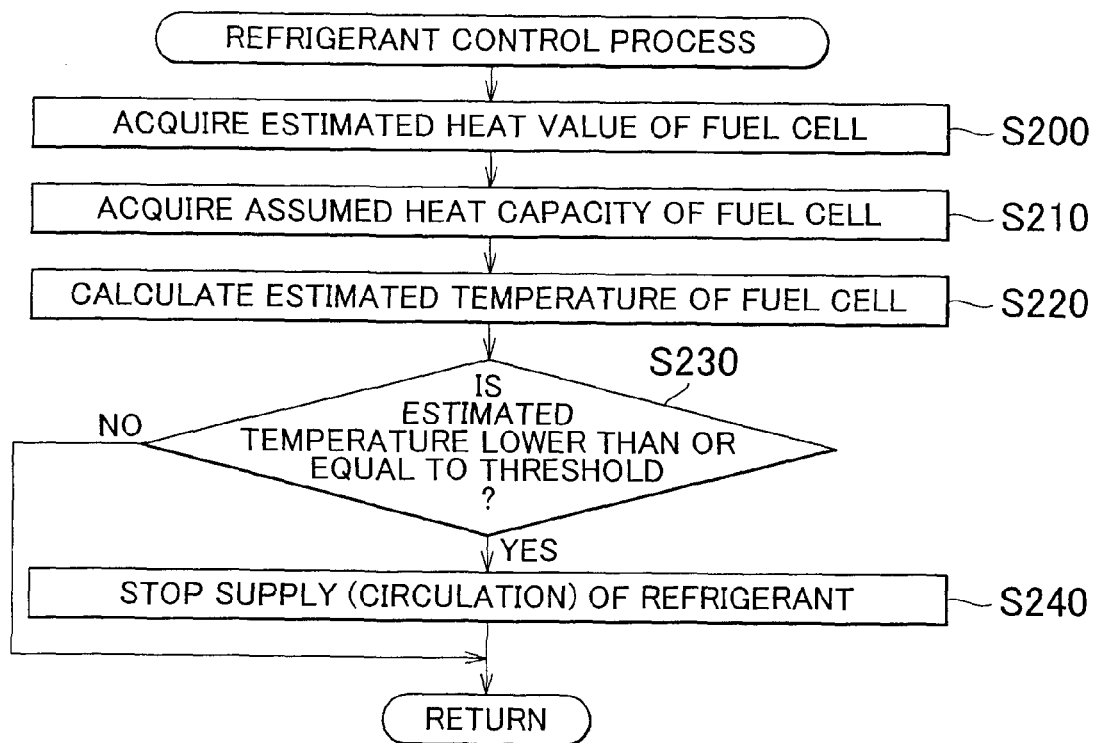 REFRIGERANT CONTROL PROCESS
ACQUIRE ESTIMATED HEAT VALUE OF FUEL CELL
S200
ACQUIRE ASSUMED HEAT CAPACITY OF FUEL CELL
S210
CALCULATE ESTIMATED TEMPERATURE OF FUEL CELL
S220
S230
IS
ESTIMATED
TEMPERATURE LOWER THAN OR
EQUAL TO THRESHOLD
?
NO
YES
STOP SUPPLY (CIRCULATION) OF REFRIGERANT
S240
RETURN